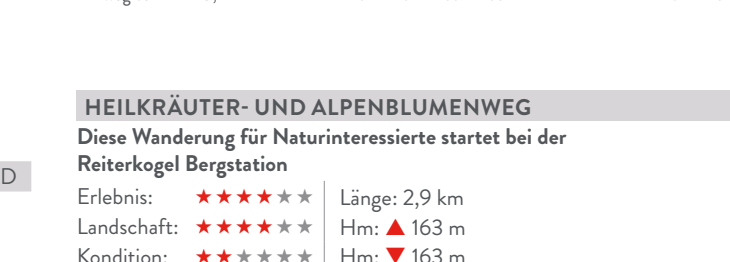 HEILKRÄUTER- UND ALPENBLUMENWEG
Diese Wanderung für Naturinteressierte startet bei der
Reiterkogel Bergstation
D
Erlebnis: ★★★★★★ Länge: 2,9 km
Landschaft: ★★★★★★ Hm: ▲ 163 m
Kondition: ★★★★★★ Hm: ▼ 163 m